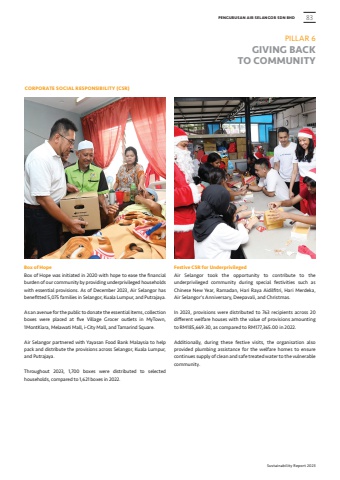 PENGURUSAN AIR SELANGOR SDN BHD 83
PILLAR 6
GIVING BACK
TO COMMUNITY
CORPORATE SOCIAL RESPONSIBILITY (CSR)
Box of Hope
Box of Hope was initiated in 2020 with hope to ease the financial
burden of our community by providing underprivileged households
with essential provisions. As of December 2023, Air Selangor has
benefitted 5,075 families in Selangor, Kuala Lumpur, and Putrajaya.
As an avenue for the public to donate the essential items, collection
boxes were placed at five Village Grocer outlets in MyTown,
1MontKiara, Melawati Mall, i-City Mall, and Tamarind Square.
Air Selangor partnered with Yayasan Food Bank Malaysia to help
pack and distribute the provisions across Selangor, Kuala Lumpur,
and Putrajaya.
Throughout 2023, 1,700 boxes were distributed to selected
households, compared to 1,621 boxes in 2022.
Festive CSR for Underprivileged
Air Selangor took the opportunity to contribute to the
underprivileged community during special festivities such as
Chinese New Year, Ramadan, Hari Raya Aidilfitri, Hari Merdeka,
Air Selangor's Anniversary, Deepavali, and Christmas.
In 2023, provisions were distributed to 763 recipients across 20
different welfare houses with the value of provisions amounting
to RM185,669.30, as compared to RM177,365.00 in 2022.
Additionally, during these festive visits, the organisation also
provided plumbing assistance for the welfare homes to ensure
continues supply of clean and safe treated water to the vulnerable
community.
Sustainability Report 2023